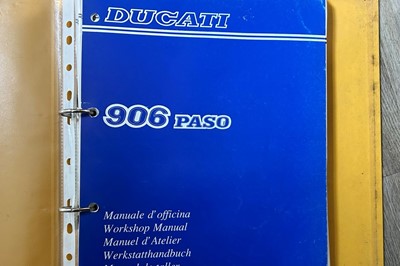 DUCATI
906 PASO
Manuale d'officina
Workshop Manual
Manuel d'Atelier
Werkstatthandbuch